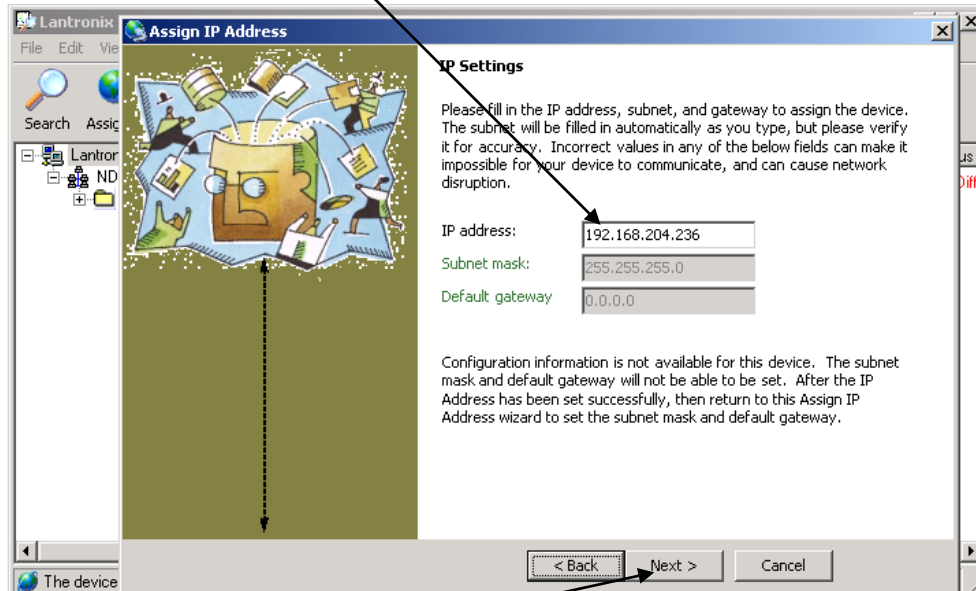 Lantronix
Assign IP Address
File Edit Vie
Search Assig
Lantror
ND
us
Diff
IP Settings
Please fill in the IP address, subnet, and gateway to assign the device.
The subnet will be filled in automatically as you type, but please verify
it for accuracy. Incorrect values in any of the below fields can make it
impossible for your device to communicate, and can cause network
disruption.
IP address: 192.168.204.236
Subnet mask: 255.255.255.0
Default gateway 0.0.0.0
Configuration information is not available for this device. The subnet
mask and default gateway will not be able to be set. After the IP
Address has been set successfully, then return to this Assign IP
Address wizard to set the subnet mask and default gateway.
< Back Next > Cancel
The device